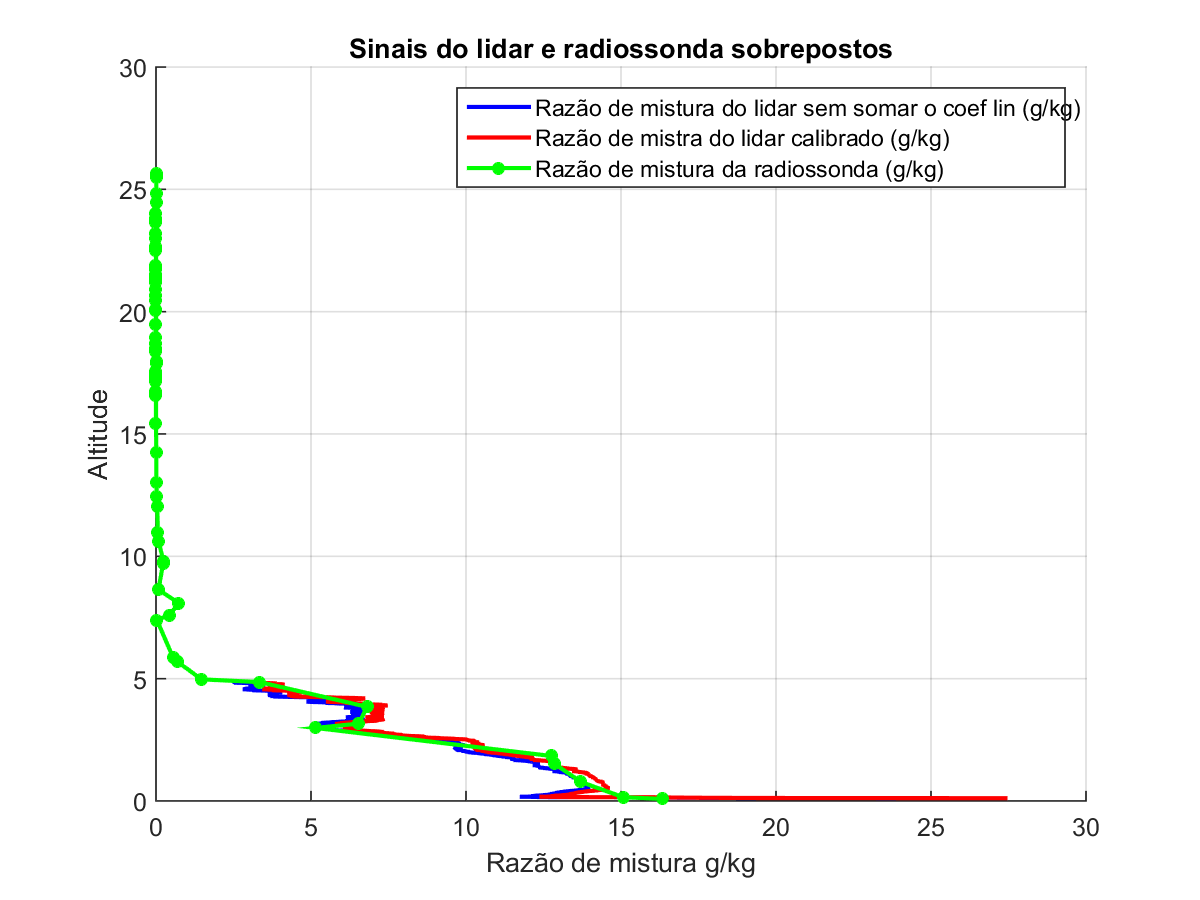 Sinais do lidar e radiossonda sobrepostos
30
Razão de mistura do lidar sem somar o coef lin (g/kg)
Razão de mistra do lidar calibrado (g/kg)
Razão de mistura da radiossonda (g/kg)
25
20
15
Altitude
10
5
0
0 5 10 15 20 25 30
Razão de mistura g/kg